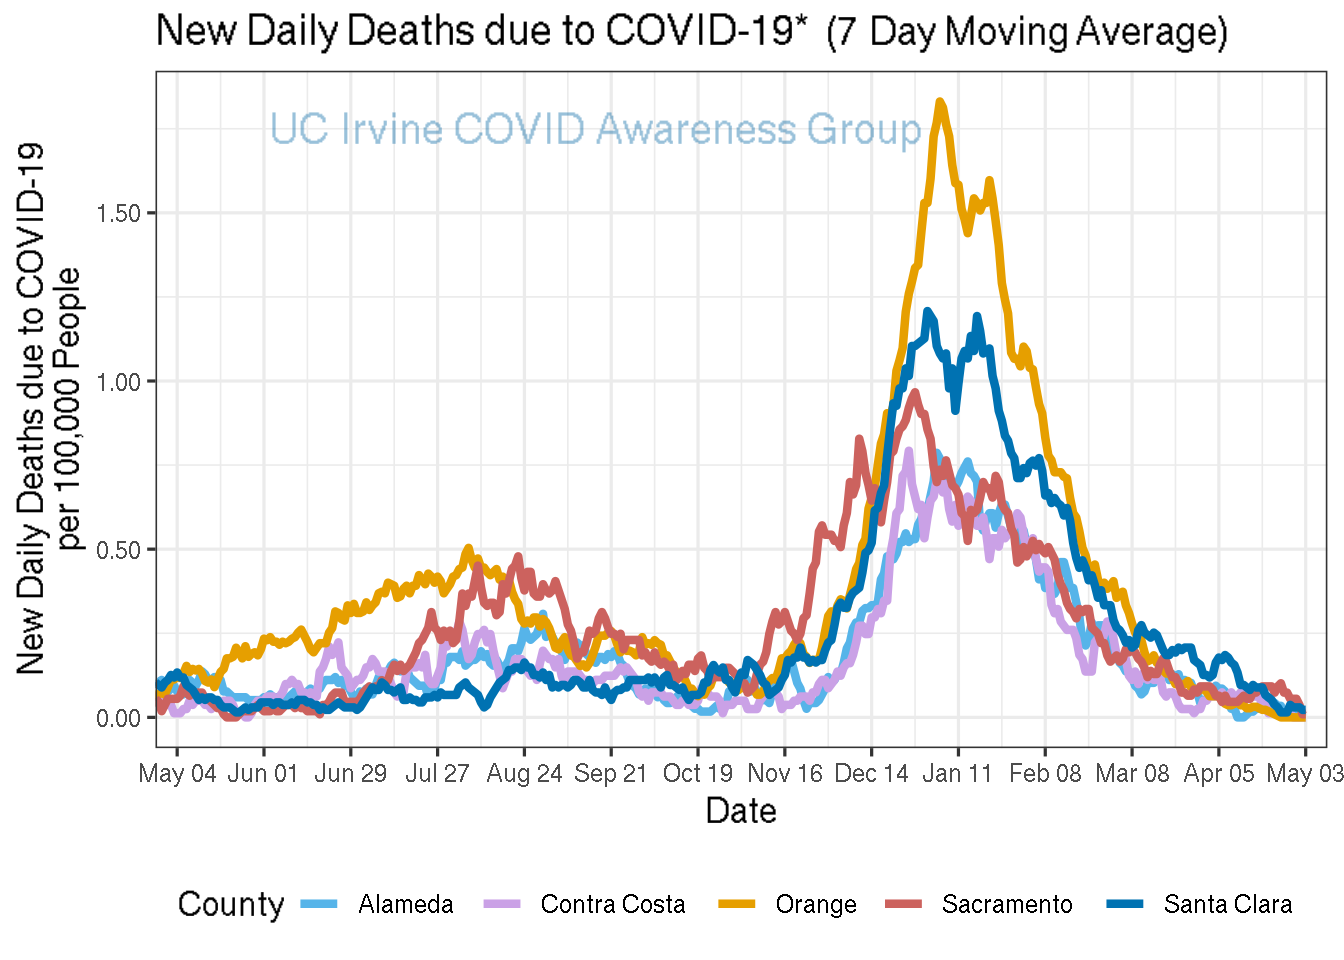 New Daily Deaths due to COVID-19* (7 Day Moving Average)
UC Irvine COVID Awareness Group
New Daily Deaths due to COVID-19
per 100,000 People
1.50
1.00
0.50
0.00
May 04 Jun 01 Jun 29 Jul 27 Aug 24 Sep 21 Oct 19 Nov 16 Dec 14 Jan 11 Feb 08 Mar 08 Apr 05 May 03
Date
County Alameda Contra Costa Orange Sacramento Santa Clara